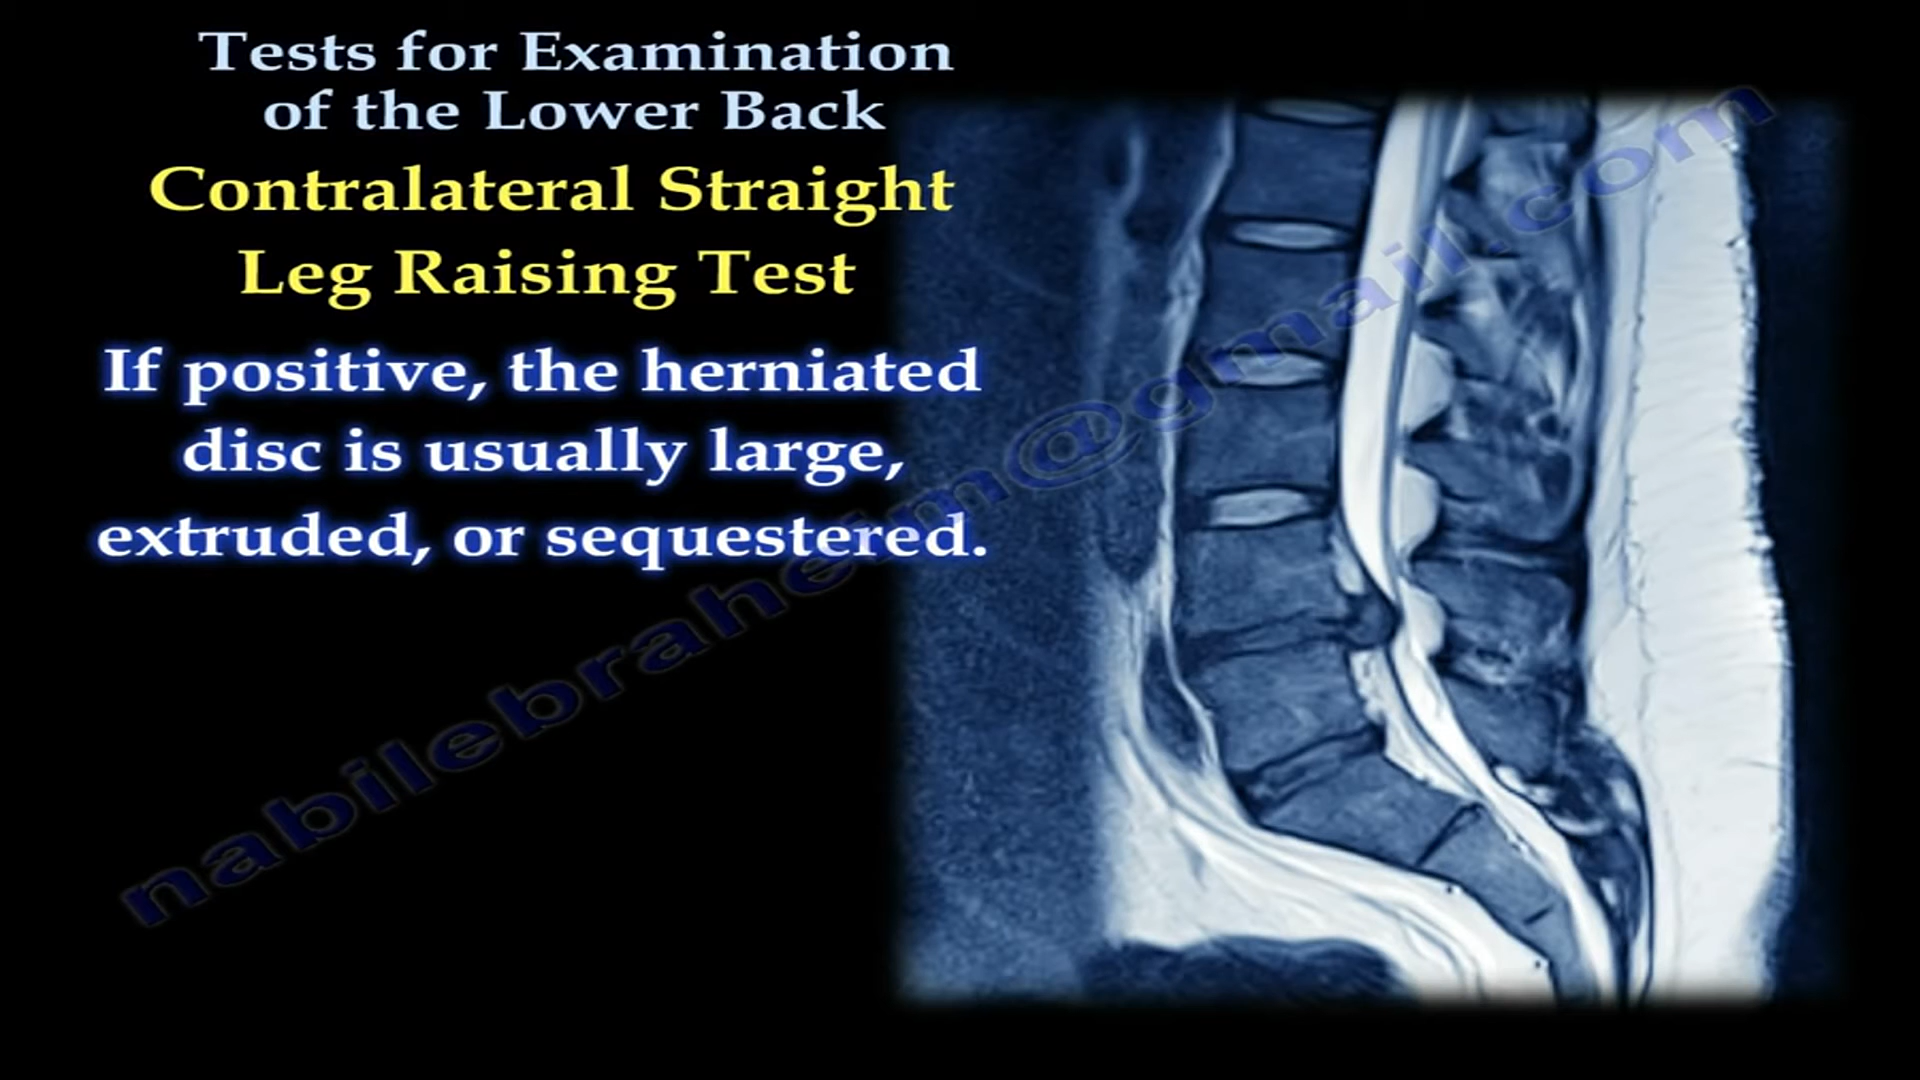 Tests for Examination
of the Lower Back
Contralateral Straight
Leg Raising Test
If positive, the herniated
disc is usually large,
extruded, or sequestered.
nabilebraheim@gmail.com